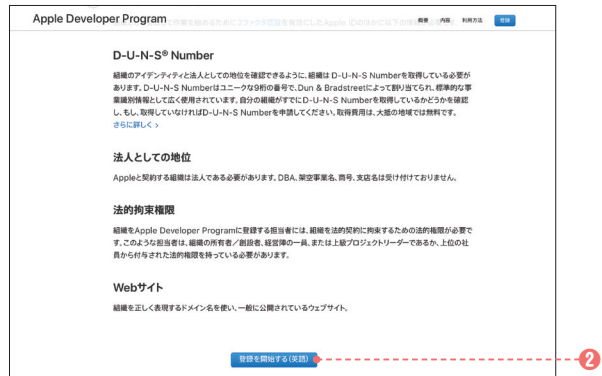 Apple Developer Program
概要 内容 利用方法 登録
D-U-N-S® Number
組織のアイデンティティと法人としての地位を確認できるように、組織は D-U-N-S Numberを取得している必要が
あります。D-U-N-S Numberはユニークな9桁の番号で、Dun & Bradstreetによって割り当てられ、標準的な事
業識別情報として広く使用されています。自分の組織がすでにD-U-N-S Numberを取得しているかどうかを確認
し、もし、取得していなければD-U-N-S Numberを申請してください。取得費用は、大抵の地域では無料です。
さらに詳しく >
法人としての地位
Appleと契約する組織は法人である必要があります。DBA、架空事業名、商号、支店名は受け付けておりません。
法的拘束権限
組織をApple Developer Programに登録する担当者には、組織を法的契約に拘束するための法的権限が必要で
す。このような担当者は、組織の所有者／創設者、経営陣の一員、または上級プロジェクトリーダーであるか、上位の社
員から付与された法的権限を持っている必要があります。
Webサイト
組織を正しく表現するドメイン名を使い、一般に公開されているウェブサイト。
登録を開始する（英語）
2